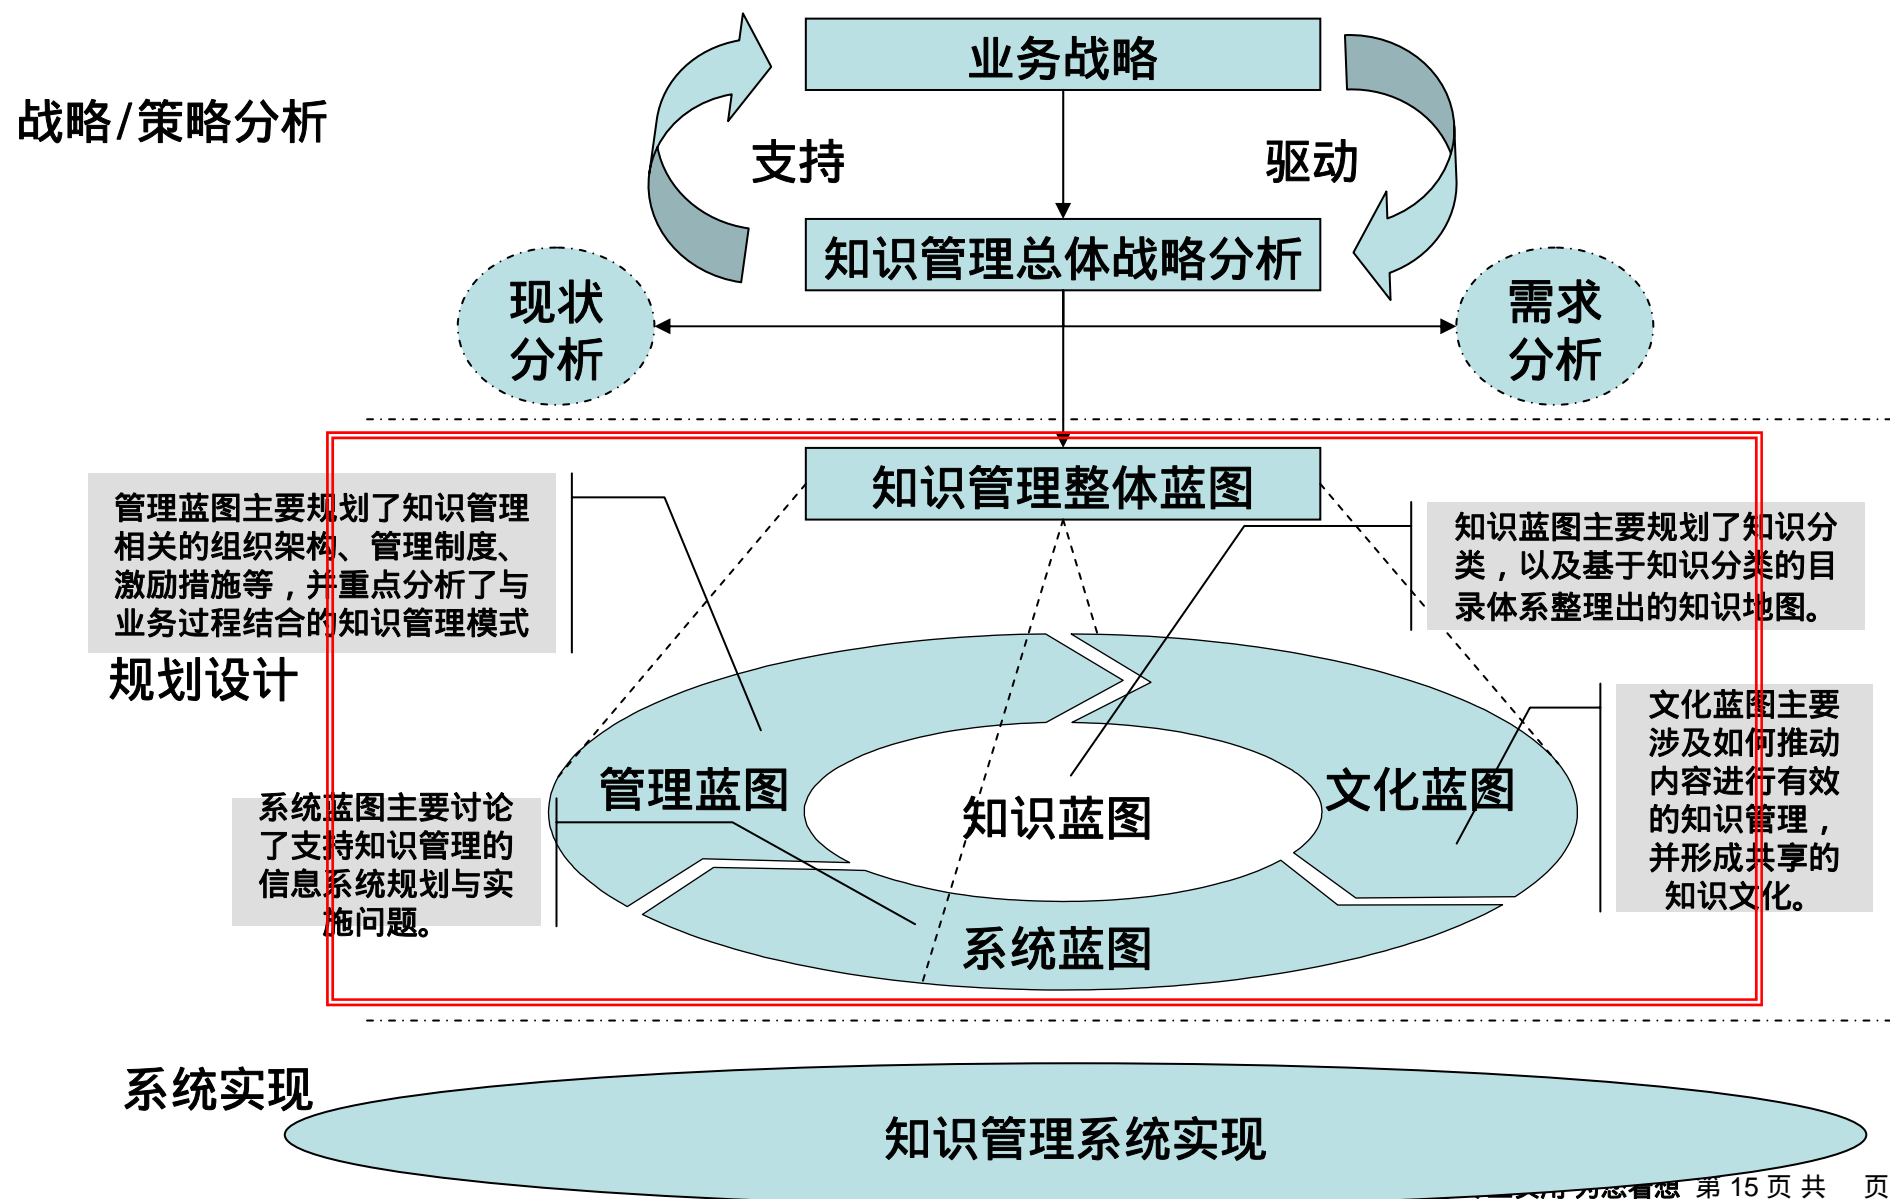 业务战略
战略/策略分析
支持
驱动
知识管理总体战略分析
现状
分析
需求
分析
知识管理整体蓝图
管理蓝图主要规划了知识管理
相关的组织架构、管理制度、
激励措施等，并重点分析了与
业务过程结合的知识管理模式
知识蓝图主要规划了知识分
类，以及基于知识分类的目
录体系整理出的知识地图。
规划设计
文化蓝图主要
涉及如何推动
内容进行有效
的知识管理，
并形成共享的
知识文化。
管理蓝图
知识蓝图
文化蓝图
系统蓝图主要讨论
了支持知识管理的
信息系统规划与实
施问题。
系统蓝图
系统实现
知识管理系统实现
为您着想 第 15 页 共 页